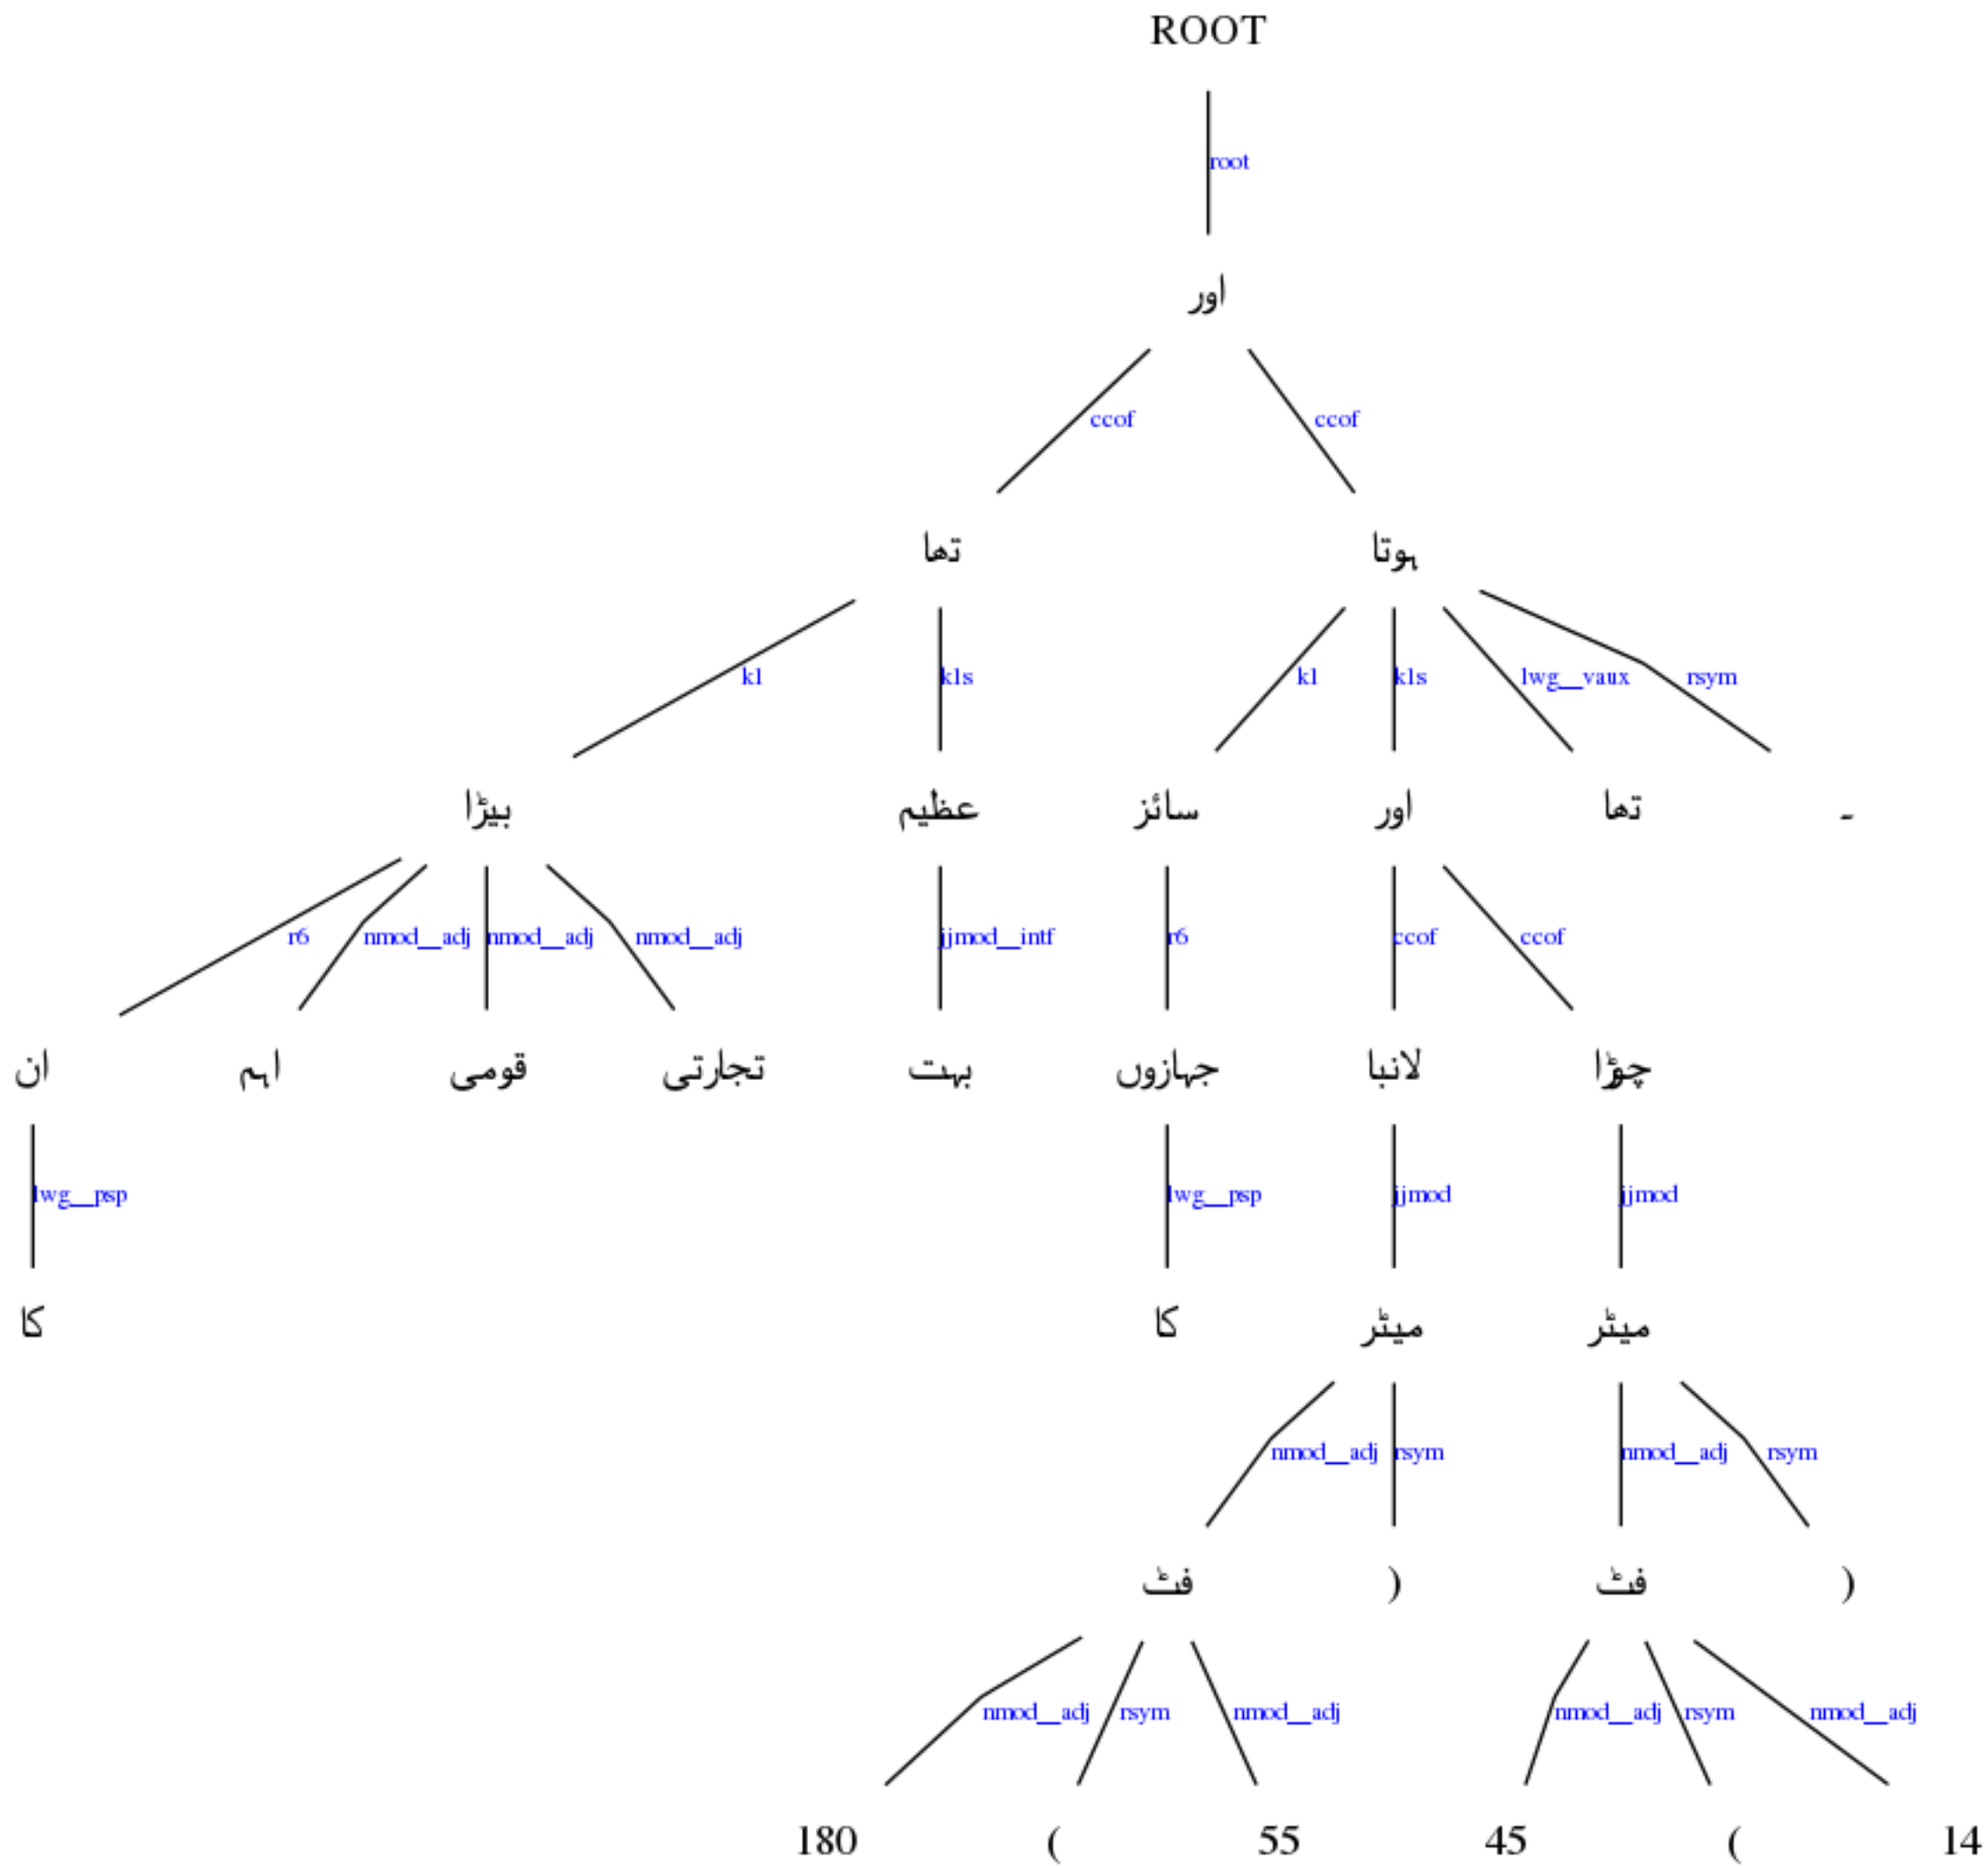 ROOT
root
اور
ccof ccof
تھا ہوتا
k1 k1s k1 k1s lwg__vaux rsym
بیڑا عظیم سائز اور تھا ۔
r6 nmod__adj nmod__adj nmod__adj jjmod__intf r6 ccof ccof
ان اہم قومی تجارتی بہت جہازوں لانبا چوڑا
lwg__psp lwg__psp jjmod jjmod
کا کا میٹر میٹر
nmod__adj rsym nmod__adj rsym
فٹ ) فٹ )
nmod__adj rsym nmod__adj nmod__adj rsym nmod__adj
180 ( 55 45 ( 14